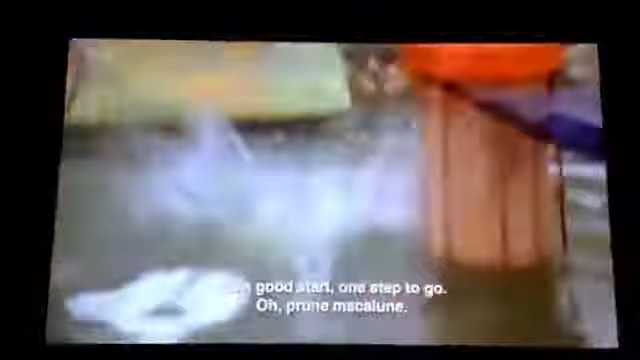 good start, one step to go.
Oh, prune mscalune.